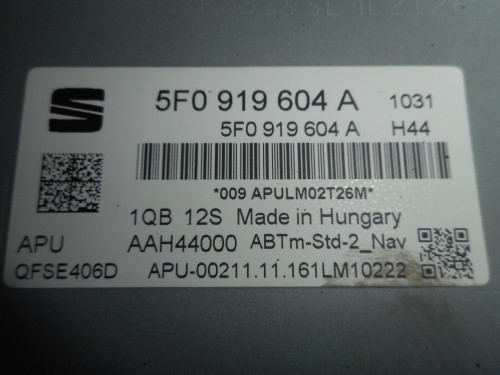 5F0 919 604 A 1031
5F0 919 604 A H44
*009 APULM02T26M*
1QB 12S Made in Hungary
APU AAH44000 ABTm-Std-2_Nav
QFSE406D APU-00211.11.161LM10222